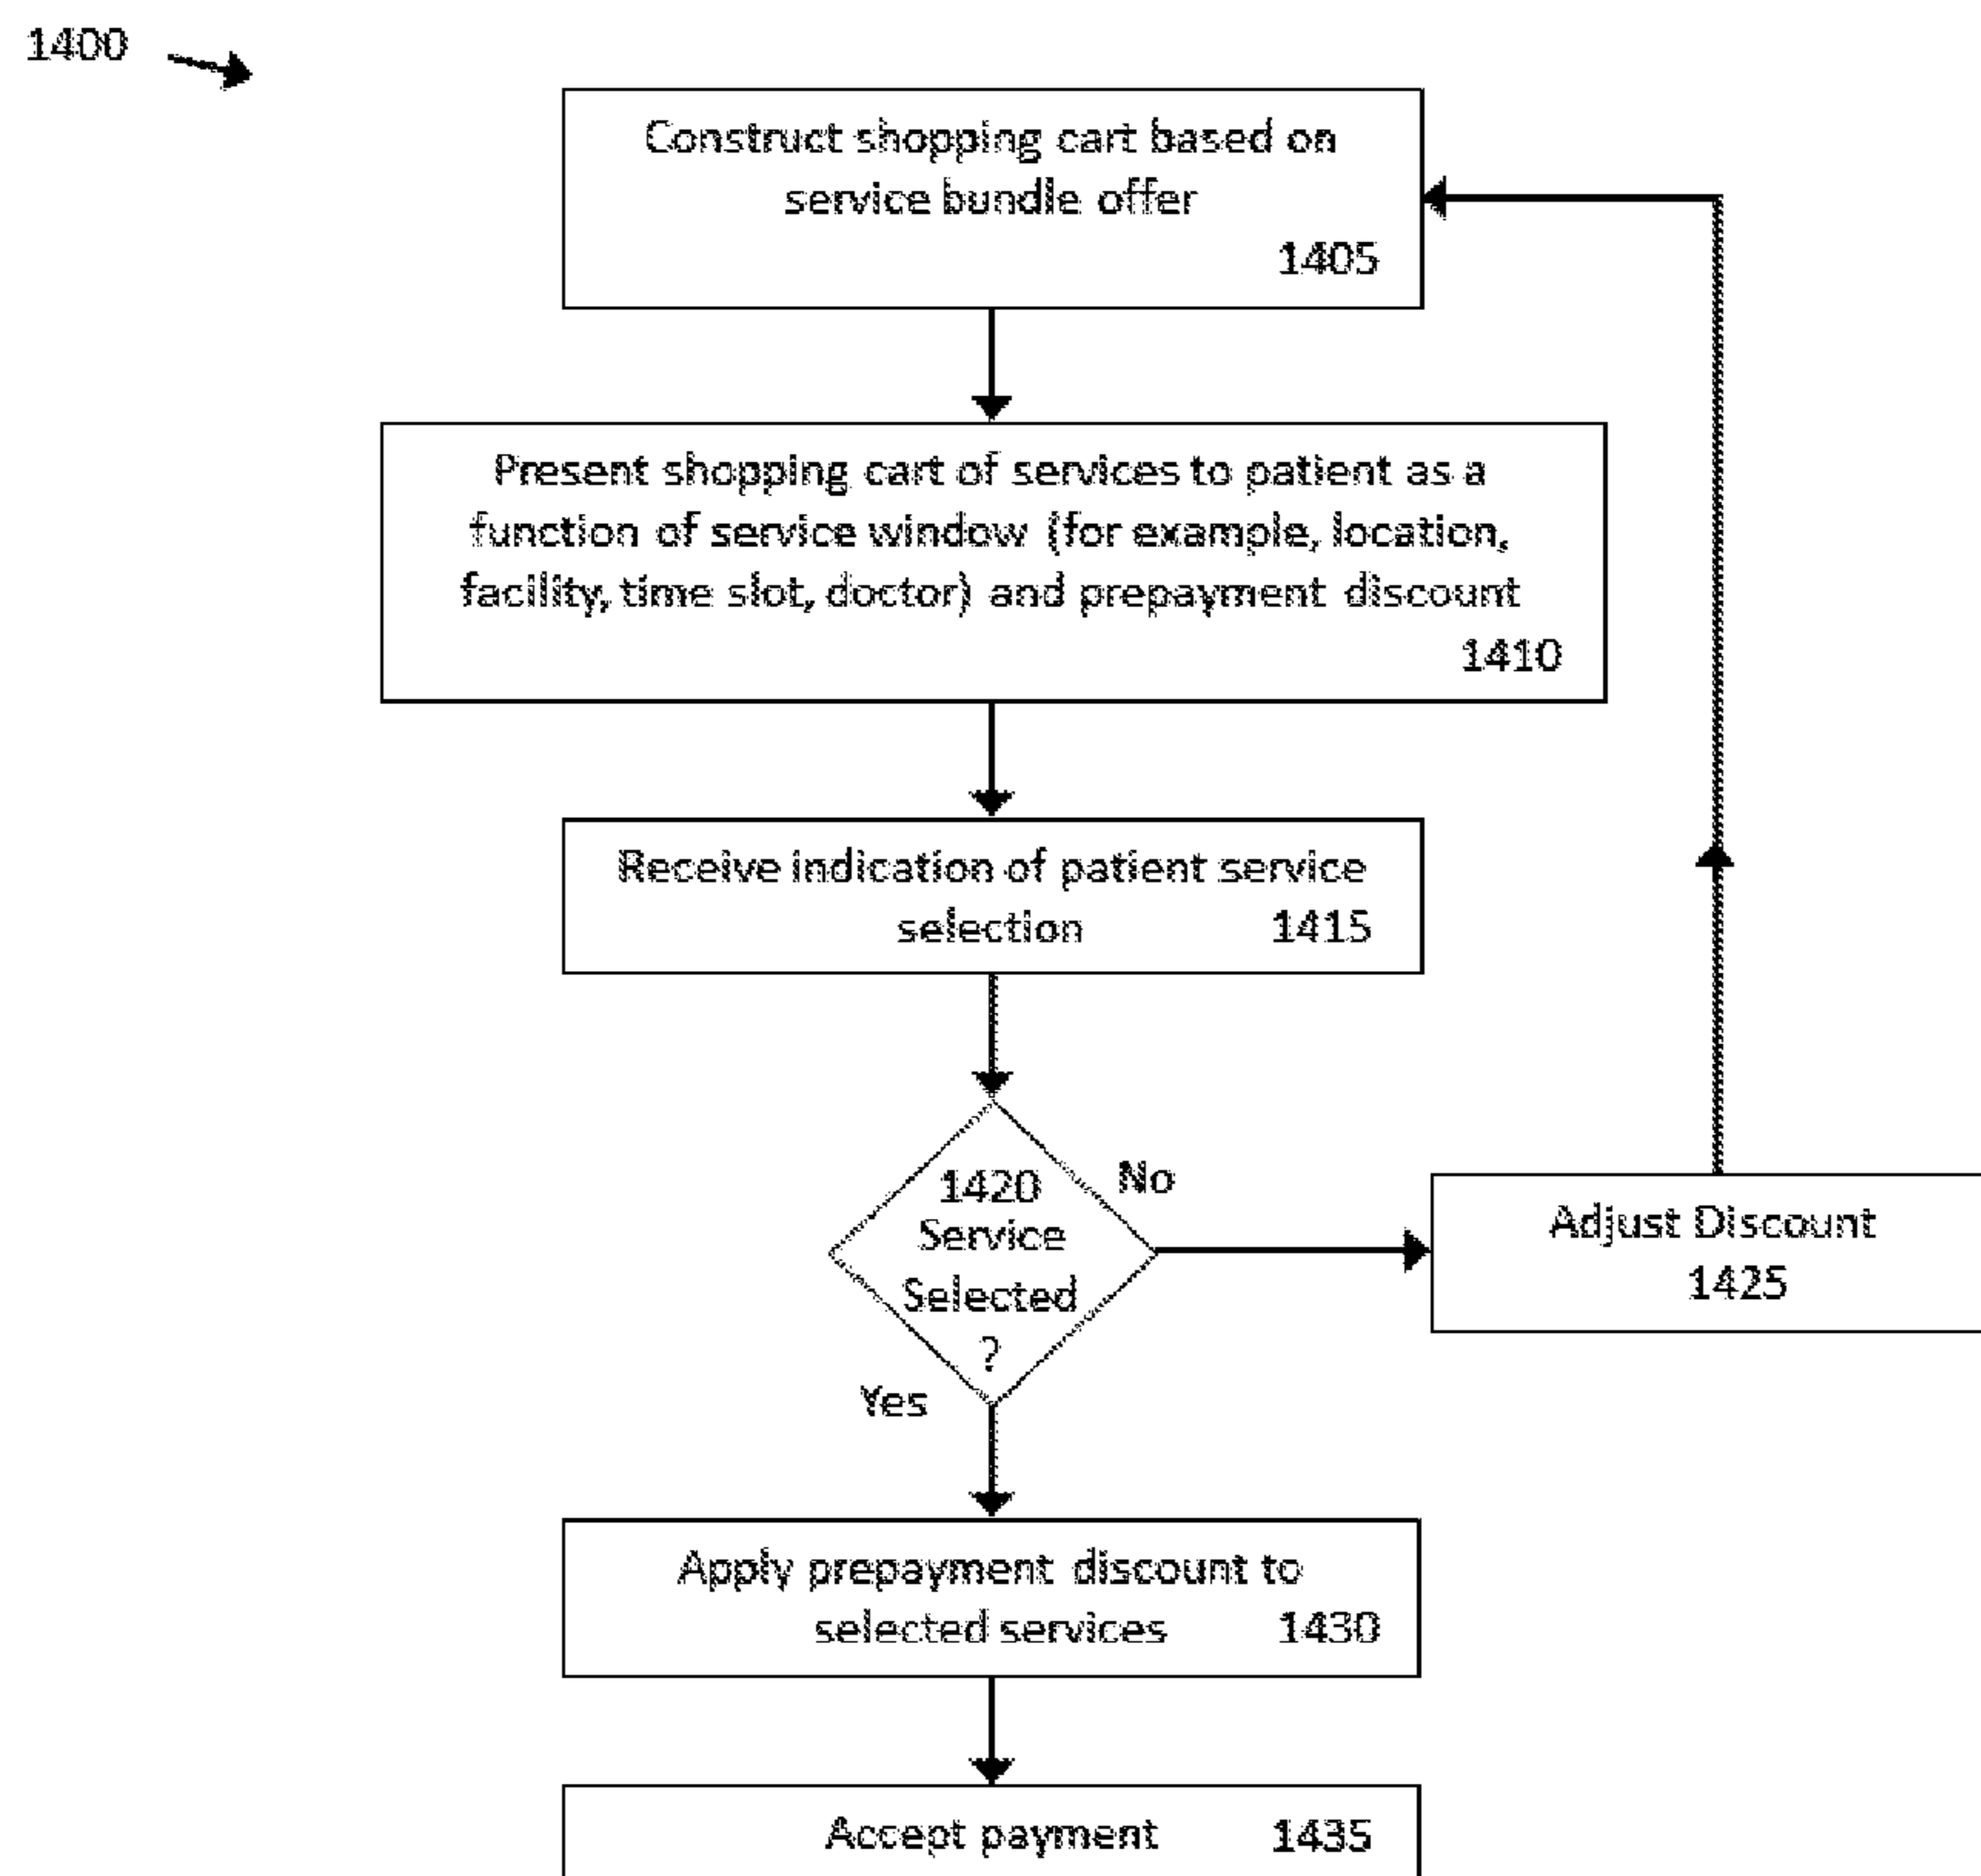 1400
Construct shopping cart based on
service bundle offer
1405
Present shopping cart of services to patient as a
function of service window (for example, location,
facility, time slot, doctor) and prepayment discount
1410
Receive indication of patient service
selection 1415
1420
Service
Selected
?
No
Adjust Discount
1425
Yes
Apply prepayment discount to
selected services 1430
Accept payment 1435